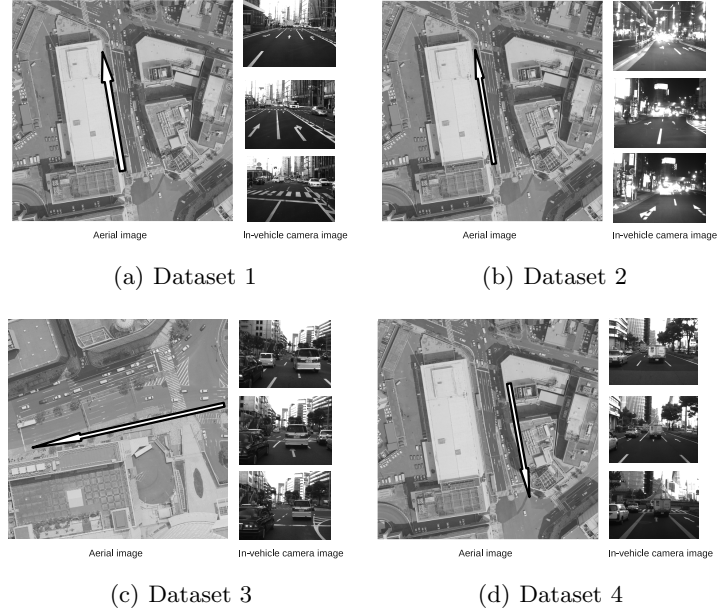 Aerial image
In-vehicle camera image
(a) Dataset 1
Aerial image
In-vehicle camera image
(b) Dataset 2
Aerial image
In-vehicle camera image
(c) Dataset 3
Aerial image
In-vehicle camera image
(d) Dataset 4